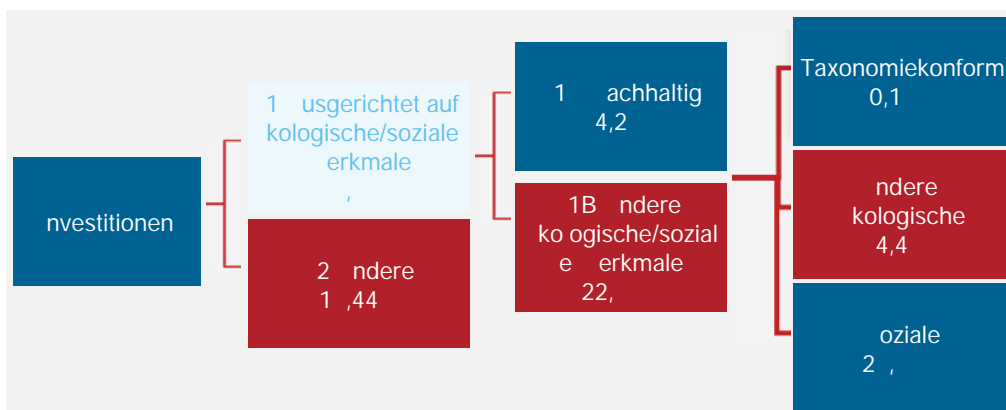 nvestitionen
1 usgerichtet auf
kologische/soziale
erkmale
,
2 ndere
1 ,44
1 achhaltig
4,2
1B ndere
ko ogische/sozial
e erkmale
22,
Taxonomiekonform
0,1
ndere
kologische
4,4
oziale
2 ,